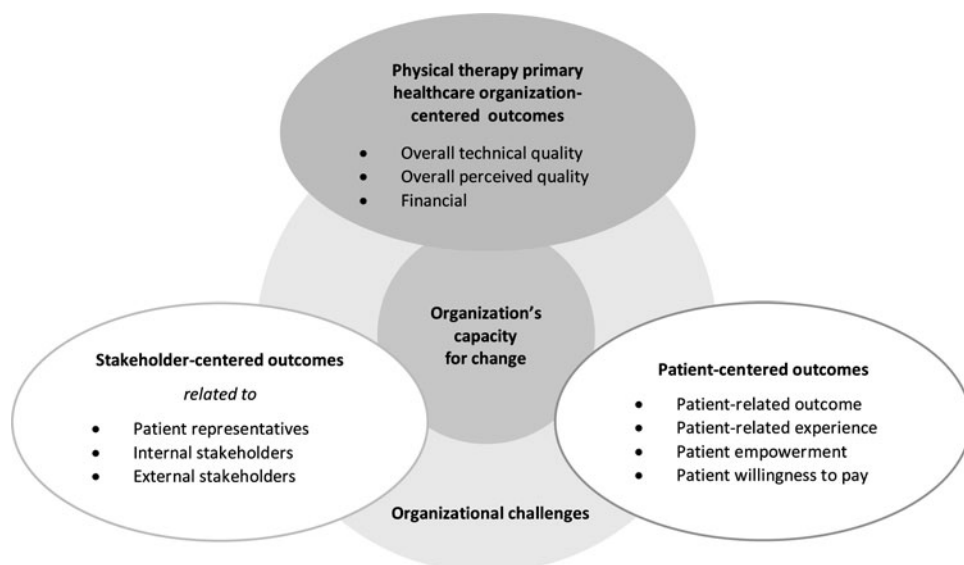 Physical therapy primary
healthcare organization-
centered outcomes
• Overall technical quality
• Overall perceived quality
• Financial
Organization’s
capacity
for change
Stakeholder-centered outcomes
related to
• Patient representatives
• Internal stakeholders
• External stakeholders
Patient-centered outcomes
• Patient-related outcome
• Patient-related experience
• Patient empowerment
• Patient willingness to pay
Organizational challenges